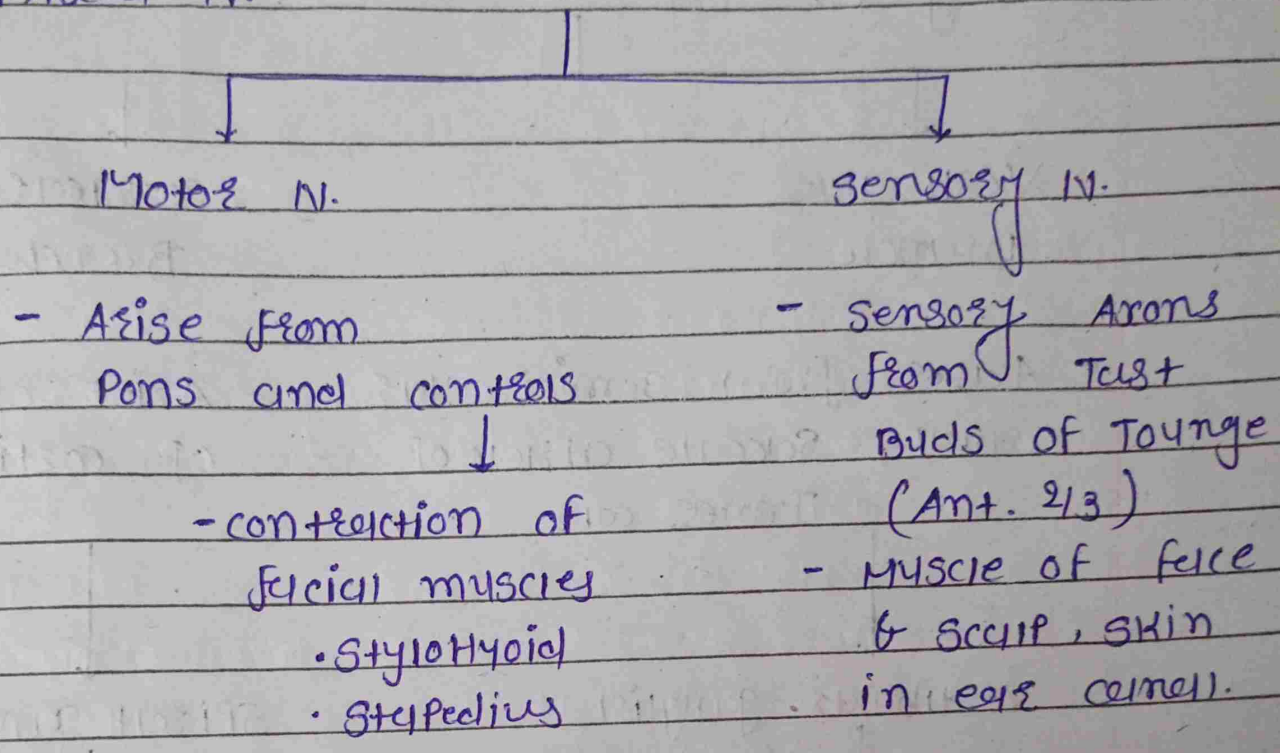 Motor N.
Sensory N.
- Arise from
Pons and controls
- contraction of
facial muscles
• StyloHyoid
• Stapedius
- Sensory Axons
from Tast
Buds of Tounge
(Ant. 2/3)
- Muscle of face
& Scalp, Skin
in ear canal.